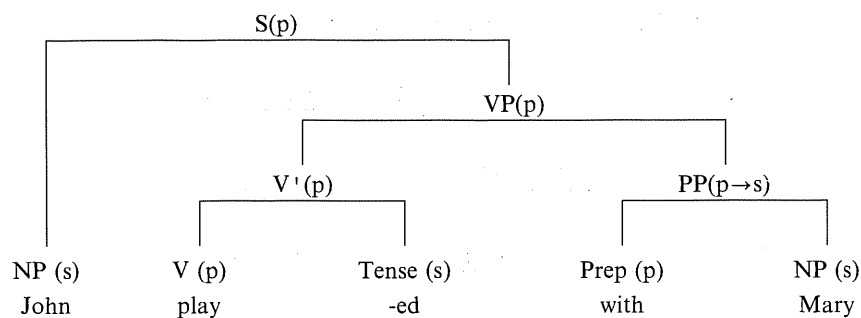 S(p)
VP(p)
V'(p) PP(p→s)
NP (s) V (p) Tense (s) Prep (p) NP (s)
John play -ed with Mary